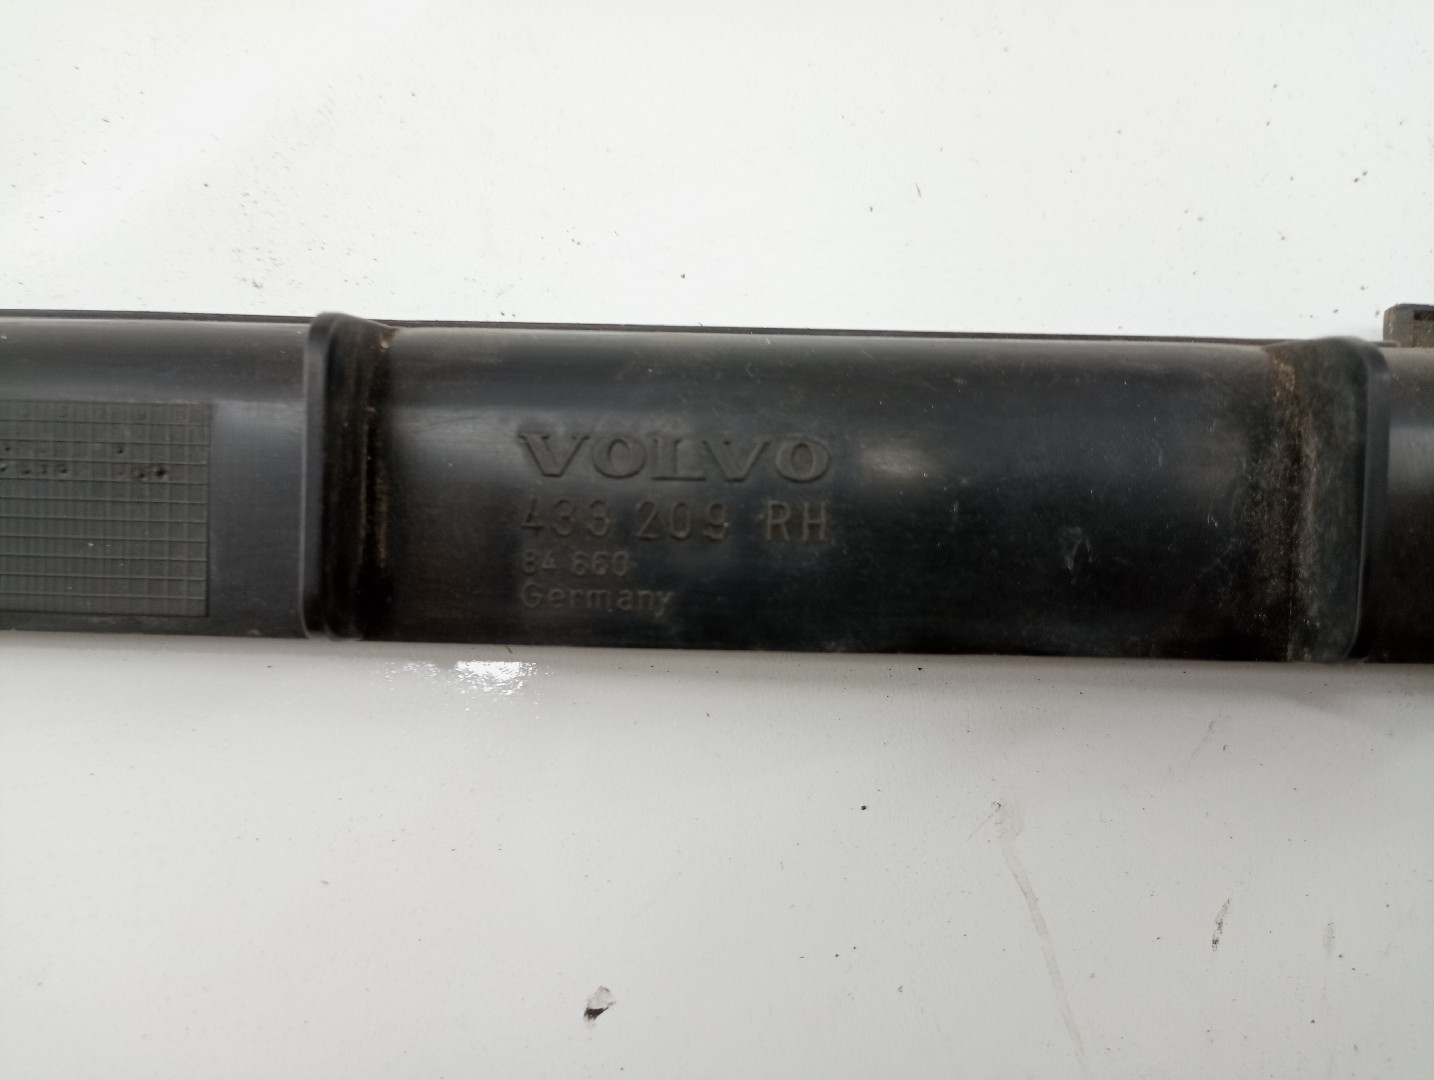 VOLVO
433 209 RH
84 660
Germany